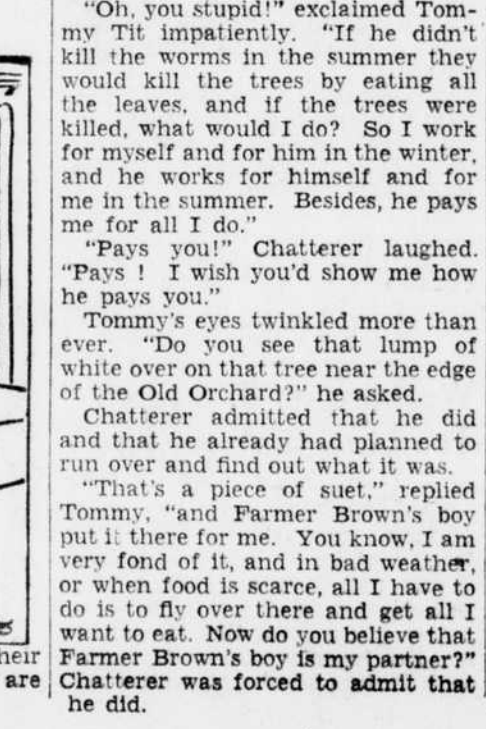 "Oh, you stupid!" exclaimed Tom-
my Tit impatiently. "If he didn't
kill the worms in the summer they
would kill the trees by eating all
the leaves, and if the trees were
killed, what would I do? So I work
for myself and for him in the winter,
and he works for himself and for
me in the summer. Besides, he pays
me for all I do."
"Pays you!" Chatterer laughed.
"Pays ! I wish you'd show me how
he pays you."
Tommy's eyes twinkled more than
ever. "Do you see that lump of
white over on that tree near the edge
of the Old Orchard?" he asked.
Chatterer admitted that he did
and that he already had planned to
run over and find out what it was.
"That's a piece of suet," replied
Tommy, "and Farmer Brown's boy
put it there for me. You know, I am
very fond of it, and in bad weather,
or when food is scarce, all I have to
do is to fly over there and get all I
want to eat. Now do you believe that
Farmer Brown's boy is my partner?"
Chatterer was forced to admit that
he did.
are